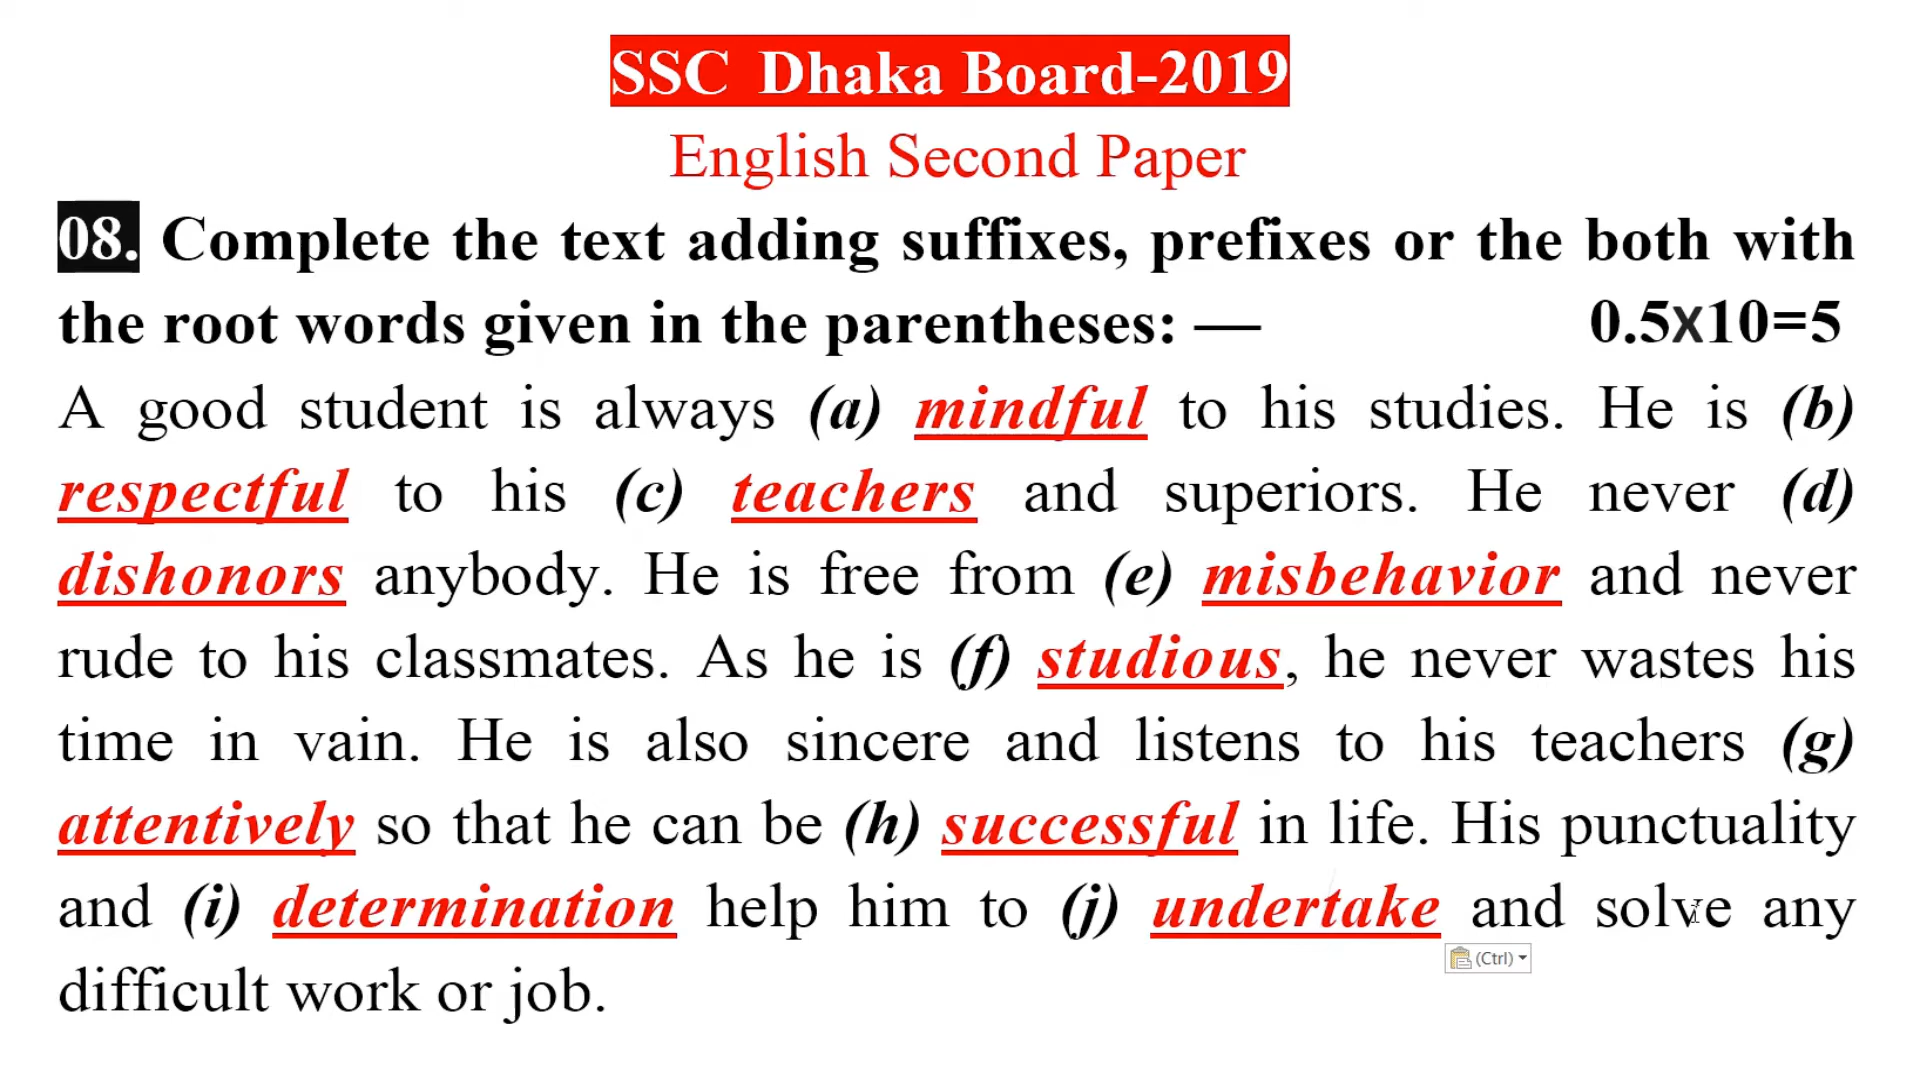 SSC Dhaka Board-2019
English Second Paper
08. Complete the text adding suffixes, prefixes or the both with
the root words given in the parentheses: — 0.5x10=5
A good student is always (a) mindful to his studies. He is (b)
respectful to his (c) teachers and superiors. He never (d)
dishonors anybody. He is free from (e) misbehavior and never
rude to his classmates. As he is (f) studious, he never wastes his
time in vain. He is also sincere and listens to his teachers (g)
attentively so that he can be (h) successful in life. His punctuality
and (i) determination help him to (j) undertake and solve any
(Ctrl)
difficult work or job.